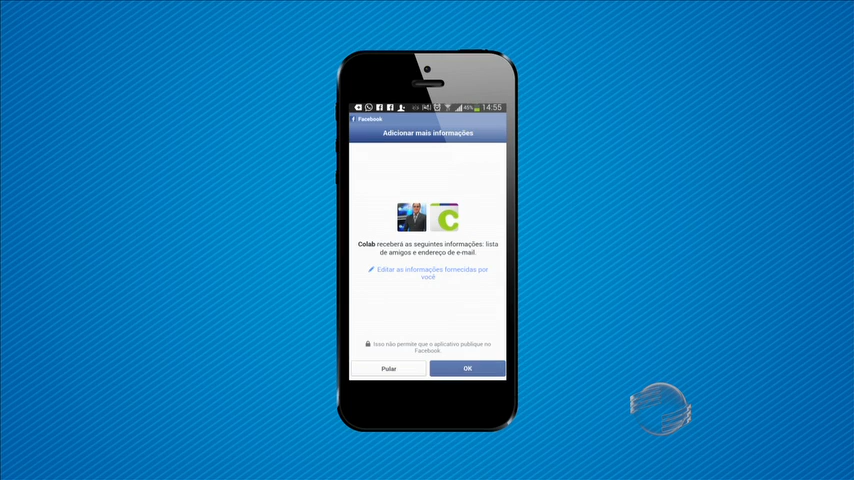 45% 14:55
Facebook
Adicionar mais informações
C
Colab receberá as seguintes informações: lista
de amigos e endereço de e-mail.
Editar as informações fornecidas por
você
Isso não permite que o aplicativo publique no
Facebook.
Pular OK